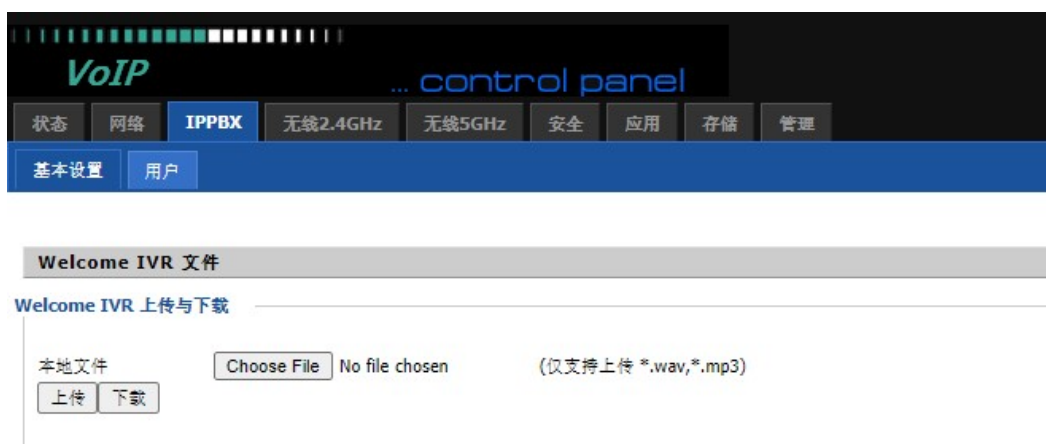 VoIP
... control panel
状态 网络 IPPBX 无线2.4GHz 无线5GHz 安全 应用 存储 管理
基本设置 用户
Welcome IVR 文件
Welcome IVR 上传与下载
本地文件 Choose File No file chosen (仅支持上传 *.wav,*.mp3)
上传 下载